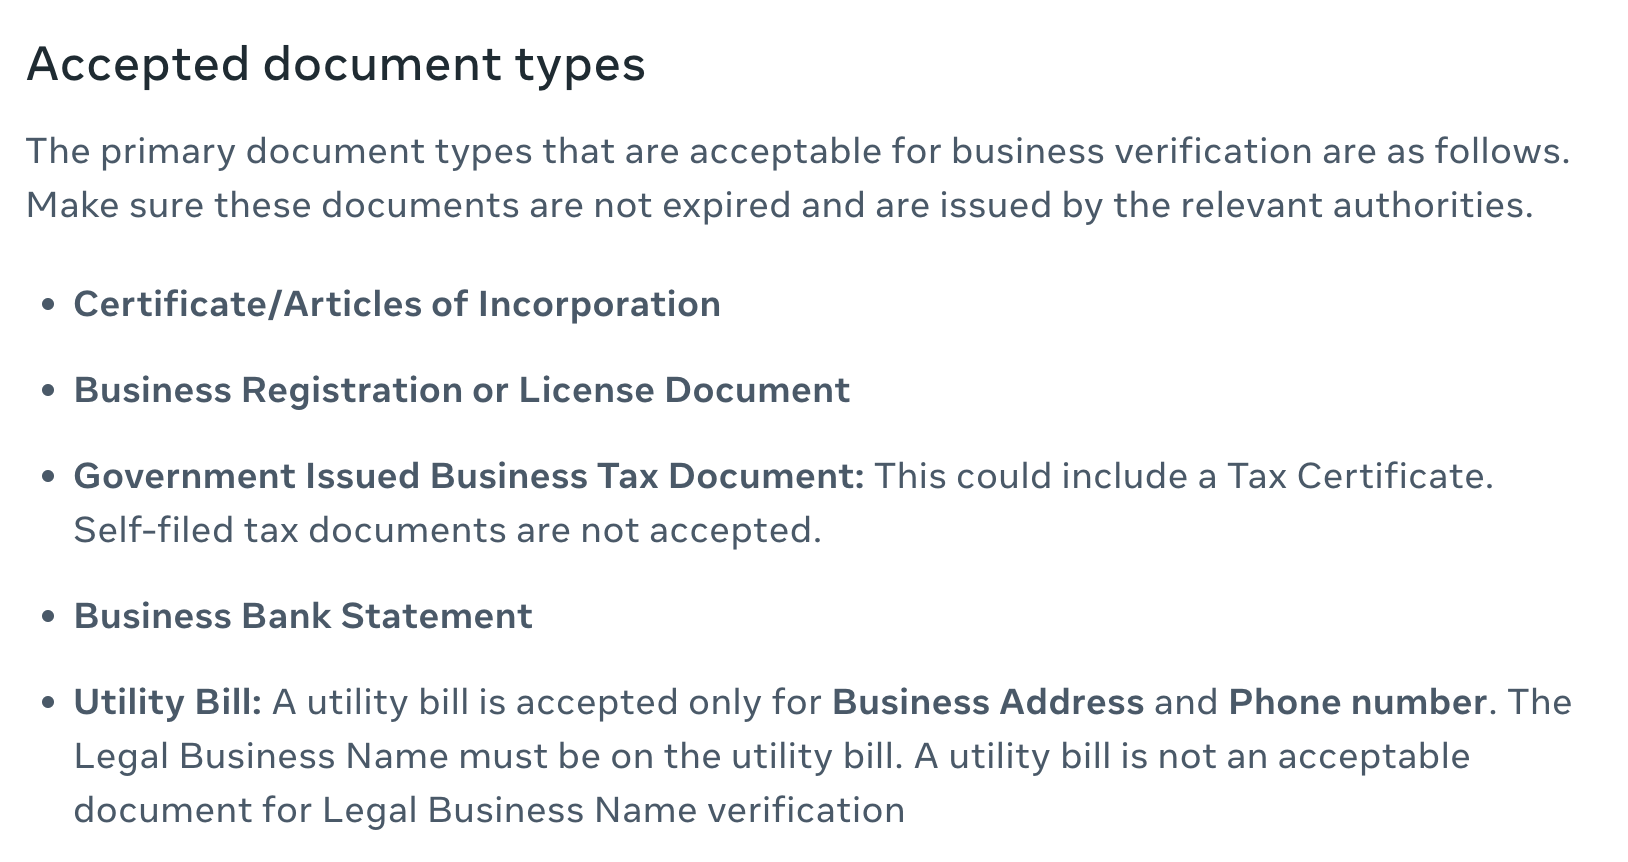 Accepted document types
The primary document types that are acceptable for business verification are as follows.
Make sure these documents are not expired and are issued by the relevant authorities.
• Certificate/Articles of Incorporation
• Business Registration or License Document
• Government Issued Business Tax Document: This could include a Tax Certificate.
Self-filed tax documents are not accepted.
• Business Bank Statement
• Utility Bill: A utility bill is accepted only for Business Address and Phone number. The
Legal Business Name must be on the utility bill. A utility bill is not an acceptable
document for Legal Business Name verification